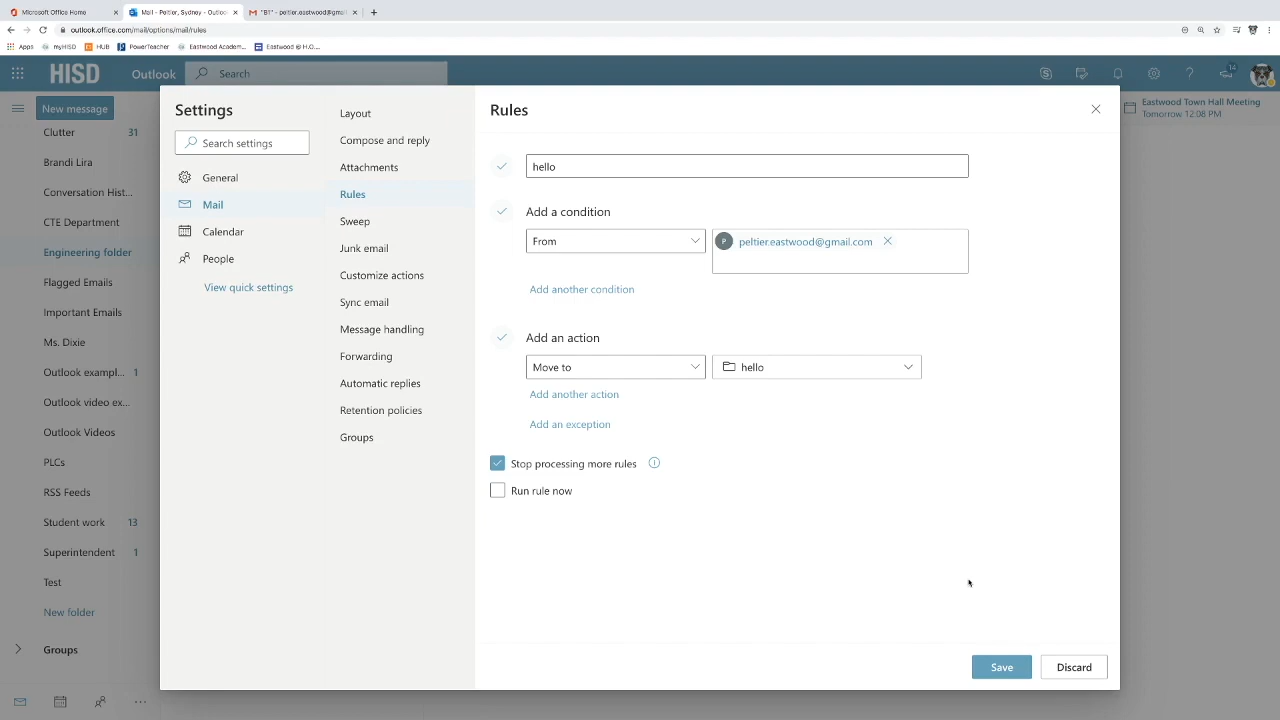 Microsoft Office Home
Mail - Peltier, Sydney - Outloo
"B1" - peltier.eastwood@gmail
outlook.office.com/mail/options/mail/rules
Apps
myHISD
HUB
PowerTeacher
Eastwood Academ...
Eastwood @ H.O....
HISD
Outlook
Search
14
New message
Eastwood Town Hall Meeting
Tomorrow 12:08 PM
Clutter 31
Brandi Lira
Conversation Hist...
CTE Department
Engineering folder
Flagged Emails
Important Emails
Ms. Dixie
Outlook exampl... 1
Outlook video ex...
Outlook Videos
PLCs
RSS Feeds
Student work 13
Superintendent 1
Test
New folder
Groups
Settings
Search settings
General
Mail
Calendar
People
View quick settings
Layout
Compose and reply
Attachments
Rules
Sweep
Junk email
Customize actions
Sync email
Message handling
Forwarding
Automatic replies
Retention policies
Groups
Rules
hello
Add a condition
From
P peltier.eastwood@gmail.com
Add another condition
Add an action
Move to
hello
Add another action
Add an exception
Stop processing more rules
Run rule now
Save
Discard